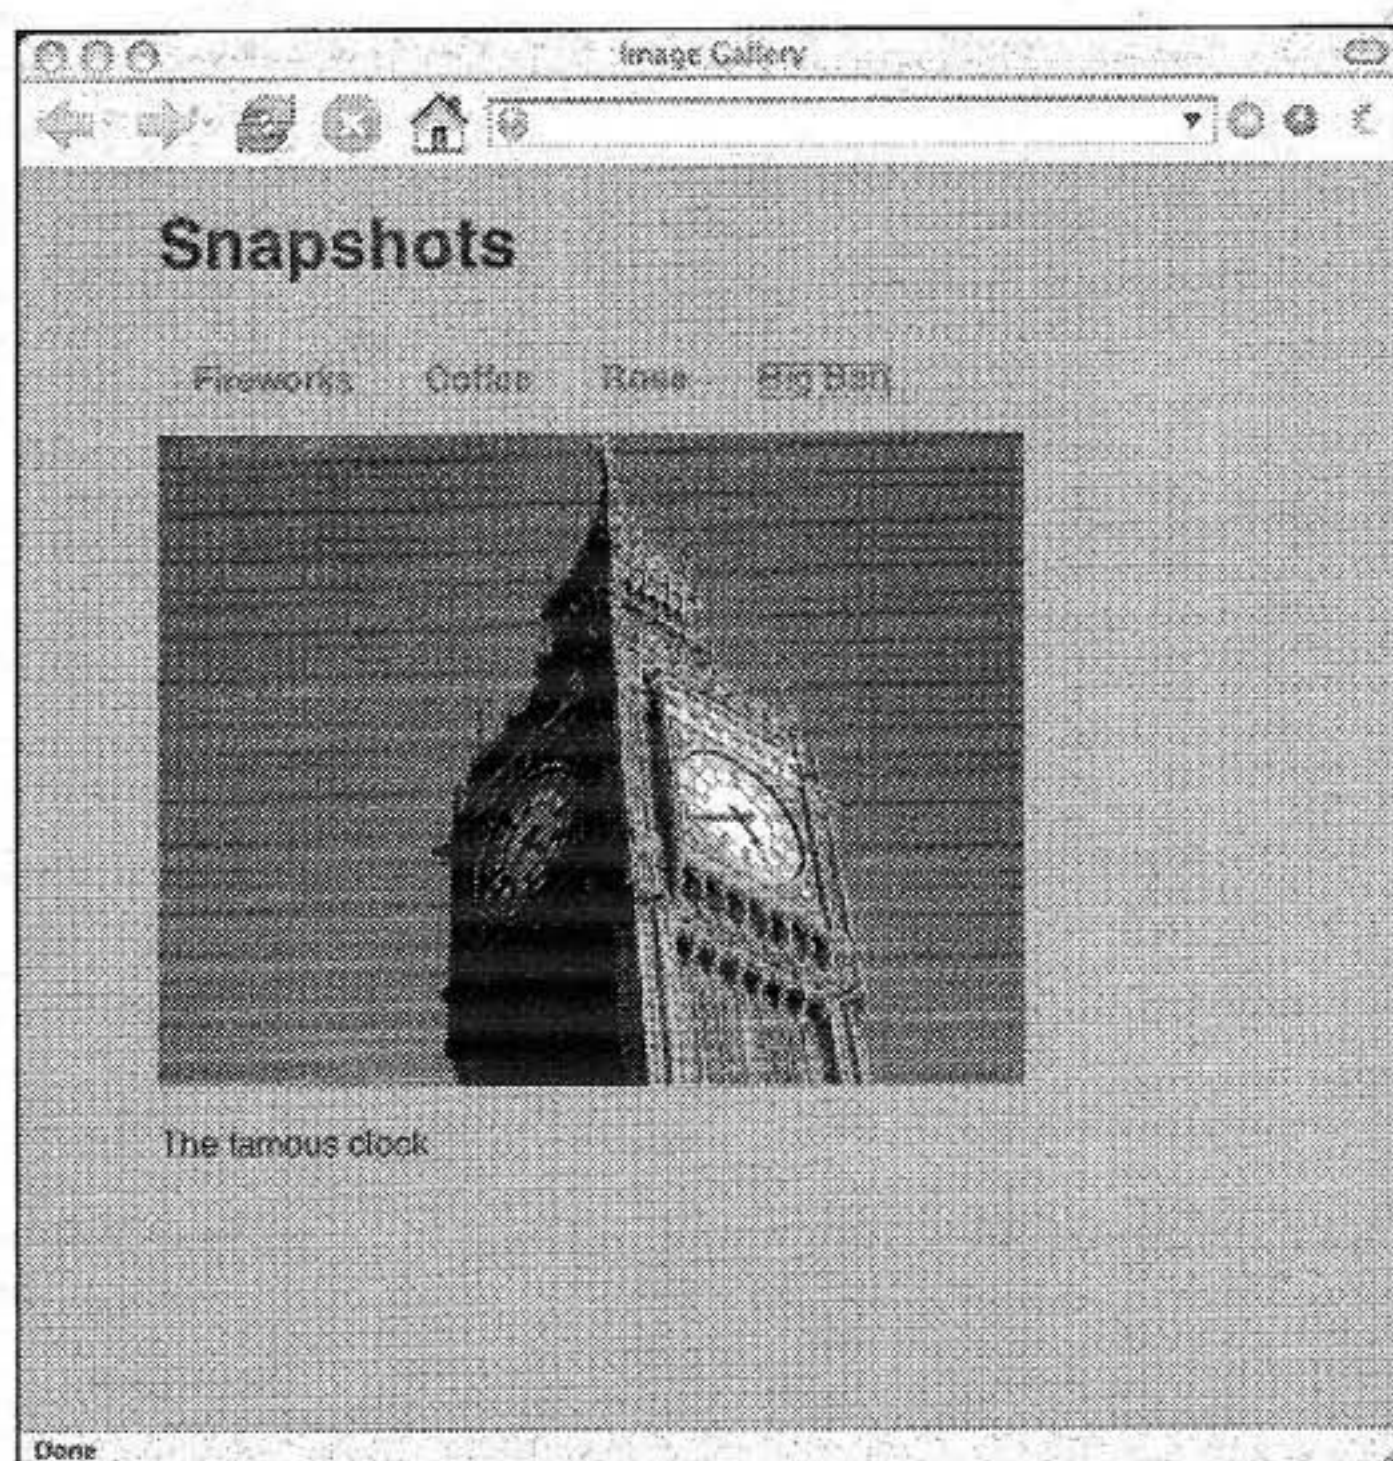 Image Gallery
Snapshots
Fireworks Coffee Rose Big Ben
The famous clock
Done